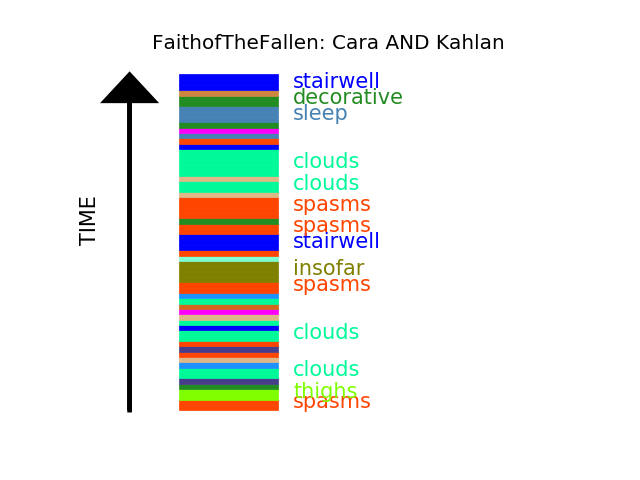 FaithofTheFallen: Cara AND Kahlan
stairwell
decorative
sleep
clouds
clouds
spasms
spasms
stairwell
insofar
spasms
clouds
clouds
thighs
spasms
TIME